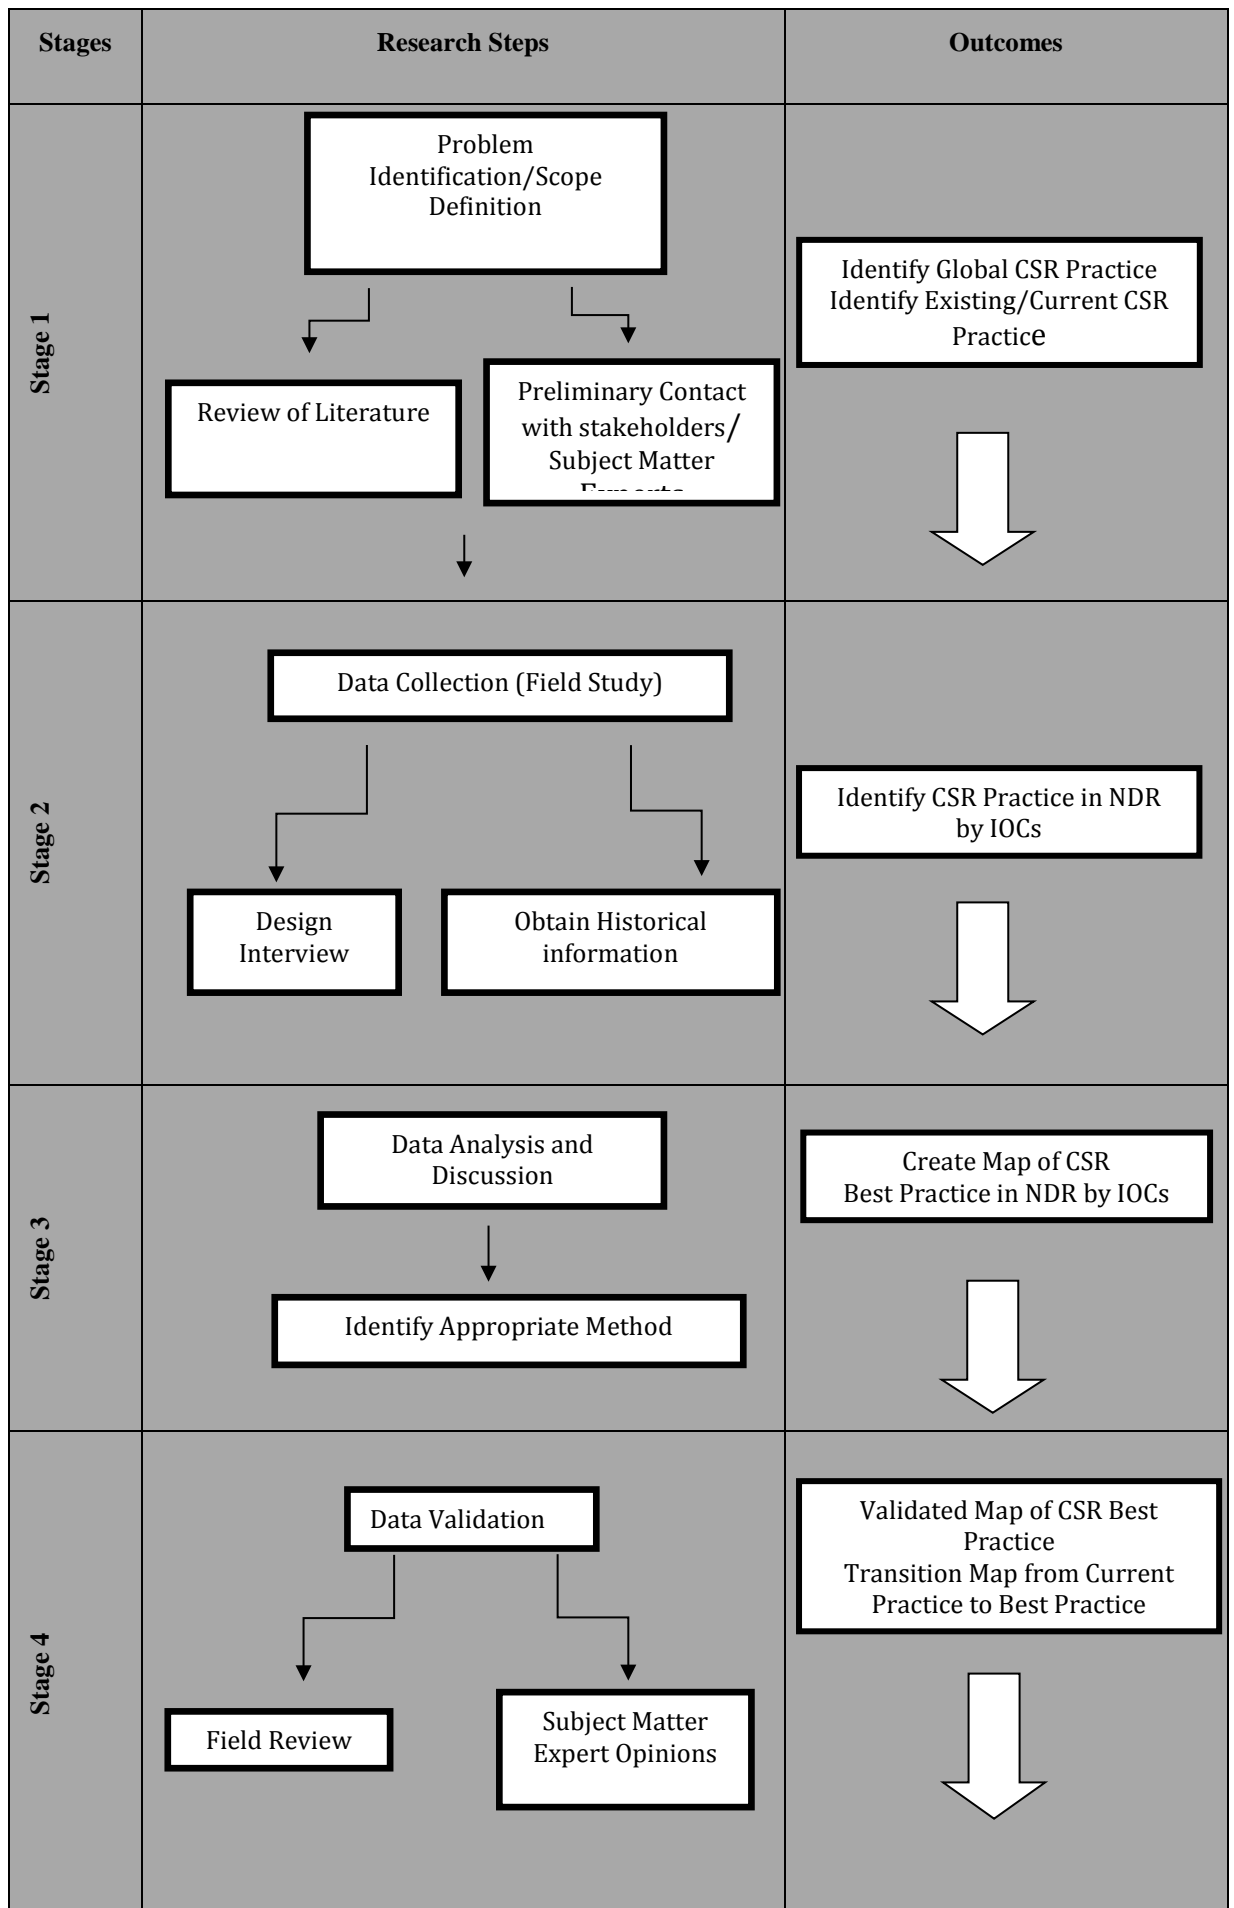 Stages
Research Steps
Outcomes
Stage 1
Problem
Identification/Scope
Definition
Review of Literature
Preliminary Contact
with stakeholders/
Subject Matter
Identify Global CSR Practice
Identify Existing/Current CSR
Practice
Stage 2
Data Collection (Field Study)
Design
Interview
Obtain Historical
information
Identify CSR Practice in NDR
by IOCs
Stage 3
Data Analysis and
Discussion
Identify Appropriate Method
Create Map of CSR
Best Practice in NDR by IOCs
Stage 4
Data Validation
Field Review
Subject Matter
Expert Opinions
Validated Map of CSR Best
Practice
Transition Map from Current
Practice to Best Practice